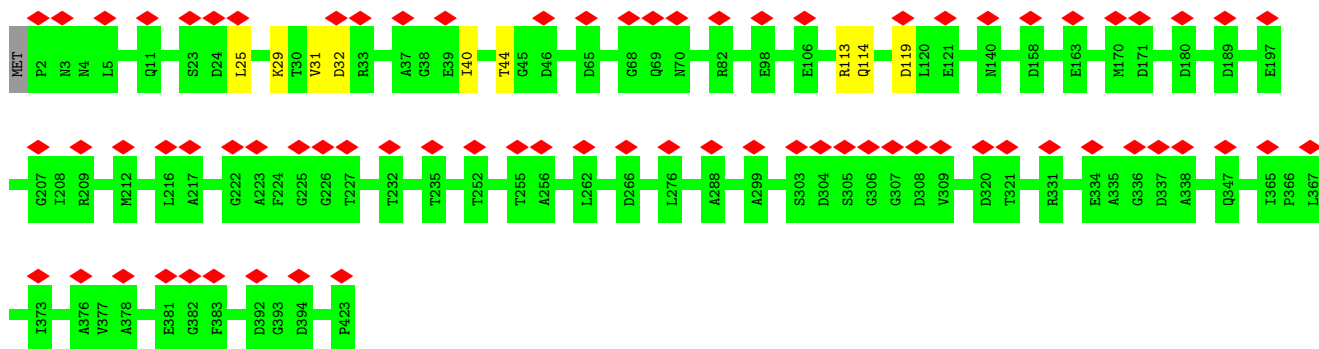 MET P2 N3 N4 L5 Q11 S23 D24 L25 K29 T30 V31 D32 R33 A37 G38 E39 I40 T44 G45 D46 D65 G68 Q69 N70 R82 E98 E106 R113 Q114 D119 L120 E121 N140 D158 E163 M170 D171 D180 D189 E197
G207 I208 R209 M212 L216 A217 G222 A223 F224 G225 G226 T227 T232 T235 T252 T255 A256 L262 D266 L276 A288 A299 S303 D304 S305 G306 G307 D308 V309 D320 T321 R331 E334 A335 G336 D337 A338 Q347 I365 P366 L367
I373 A376 V377 A378 E381 G382 F383 D392 G393 D394 P423